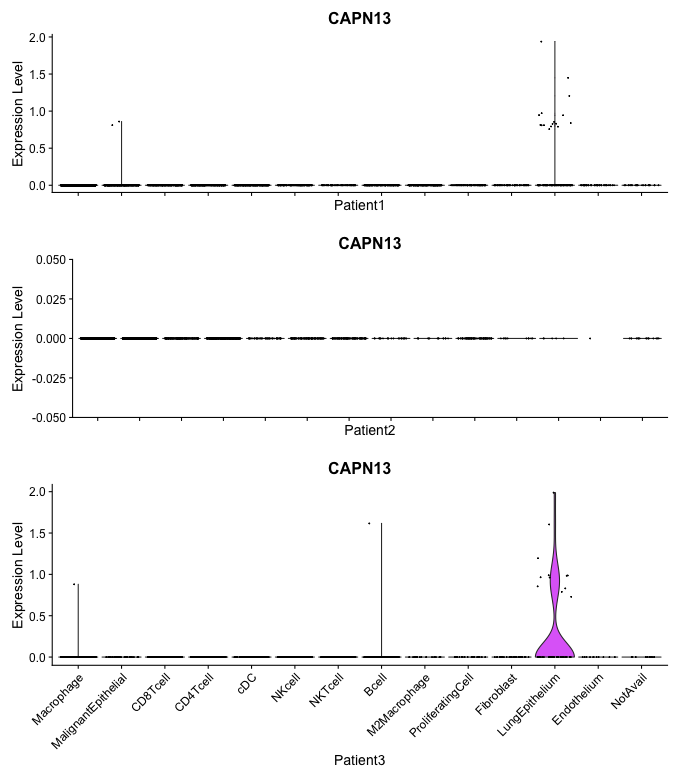 CAPN13
Expression Level
2.0
1.5
1.0
0.5
0.0
Patient1
CAPN13
Expression Level
0.050
0.025
0.000
-0.025
-0.050
Patient2
CAPN13
Expression Level
2.0
1.5
1.0
0.5
0.0
Macrophage
MalignantEpithelial
CD8Tcell
CD4Tcell
cDC
NKcell
NKTcell
Bcell
M2Macrophage
ProliferatingCell
Fibroblast
LungEpithelium
Endothelium
NotAvail
Patient3